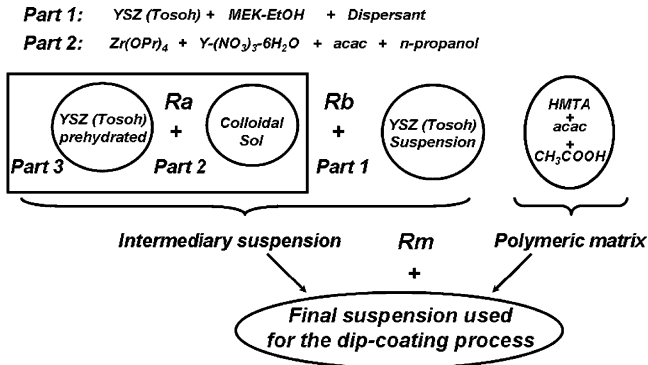 Part 1: YSZ (Tosoh) + MEK-EtOH + Dispersant
Part 2: Zr(OPr)4 + Y-(NO3)3-6H2O + acac + n-propanol
YSZ (Tosoh)
prehydrated
Part 3
Ra
+
Part 2
Colloidal
Sol
Rb
+
Part 1
YSZ (Tosoh)
Suspension
HMTA
+
acac
+
CH3COOH
Intermediary suspension
Rm
+
Polymeric matrix
Final suspension used
for the dip-coating process